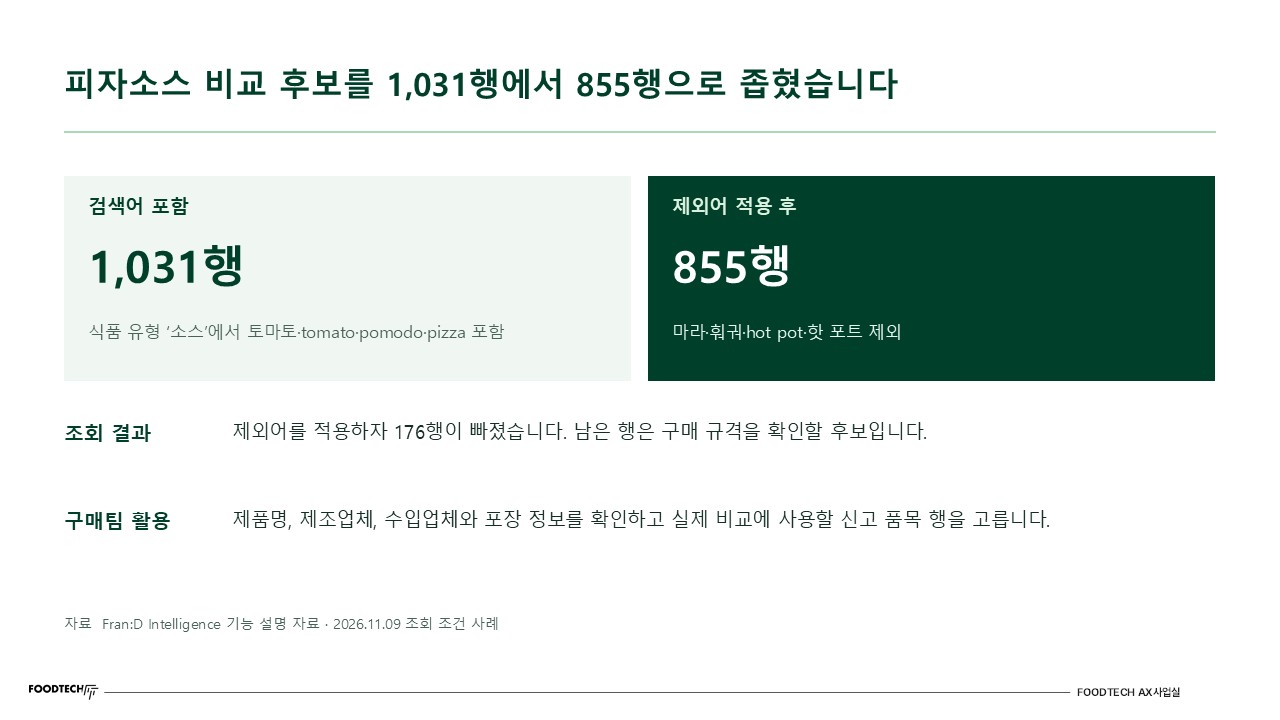 피자소스 비교 후보를 1,031행에서 855행으로 좁혔습니다
검색어 포함
1,031행
식품 유형 ‘소스’에서 토마토·tomato·pomodo·pizza 포함
제외어 적용 후
855행
마라·훠궈·hot pot·핫 포트 제외
조회 결과
제외어를 적용하자 176행이 빠졌습니다. 남은 행은 구매 규격을 확인할 후보입니다.
구매팀 활용
제품명, 제조업체, 수입업체와 포장 정보를 확인하고 실제 비교에 사용할 신고 품목 행을 고릅니다.
자료 Fran:D Intelligence 기능 설명 자료 · 2026.11.09 조회 조건 사례
FOODTECH
FOODTECH AX사업실